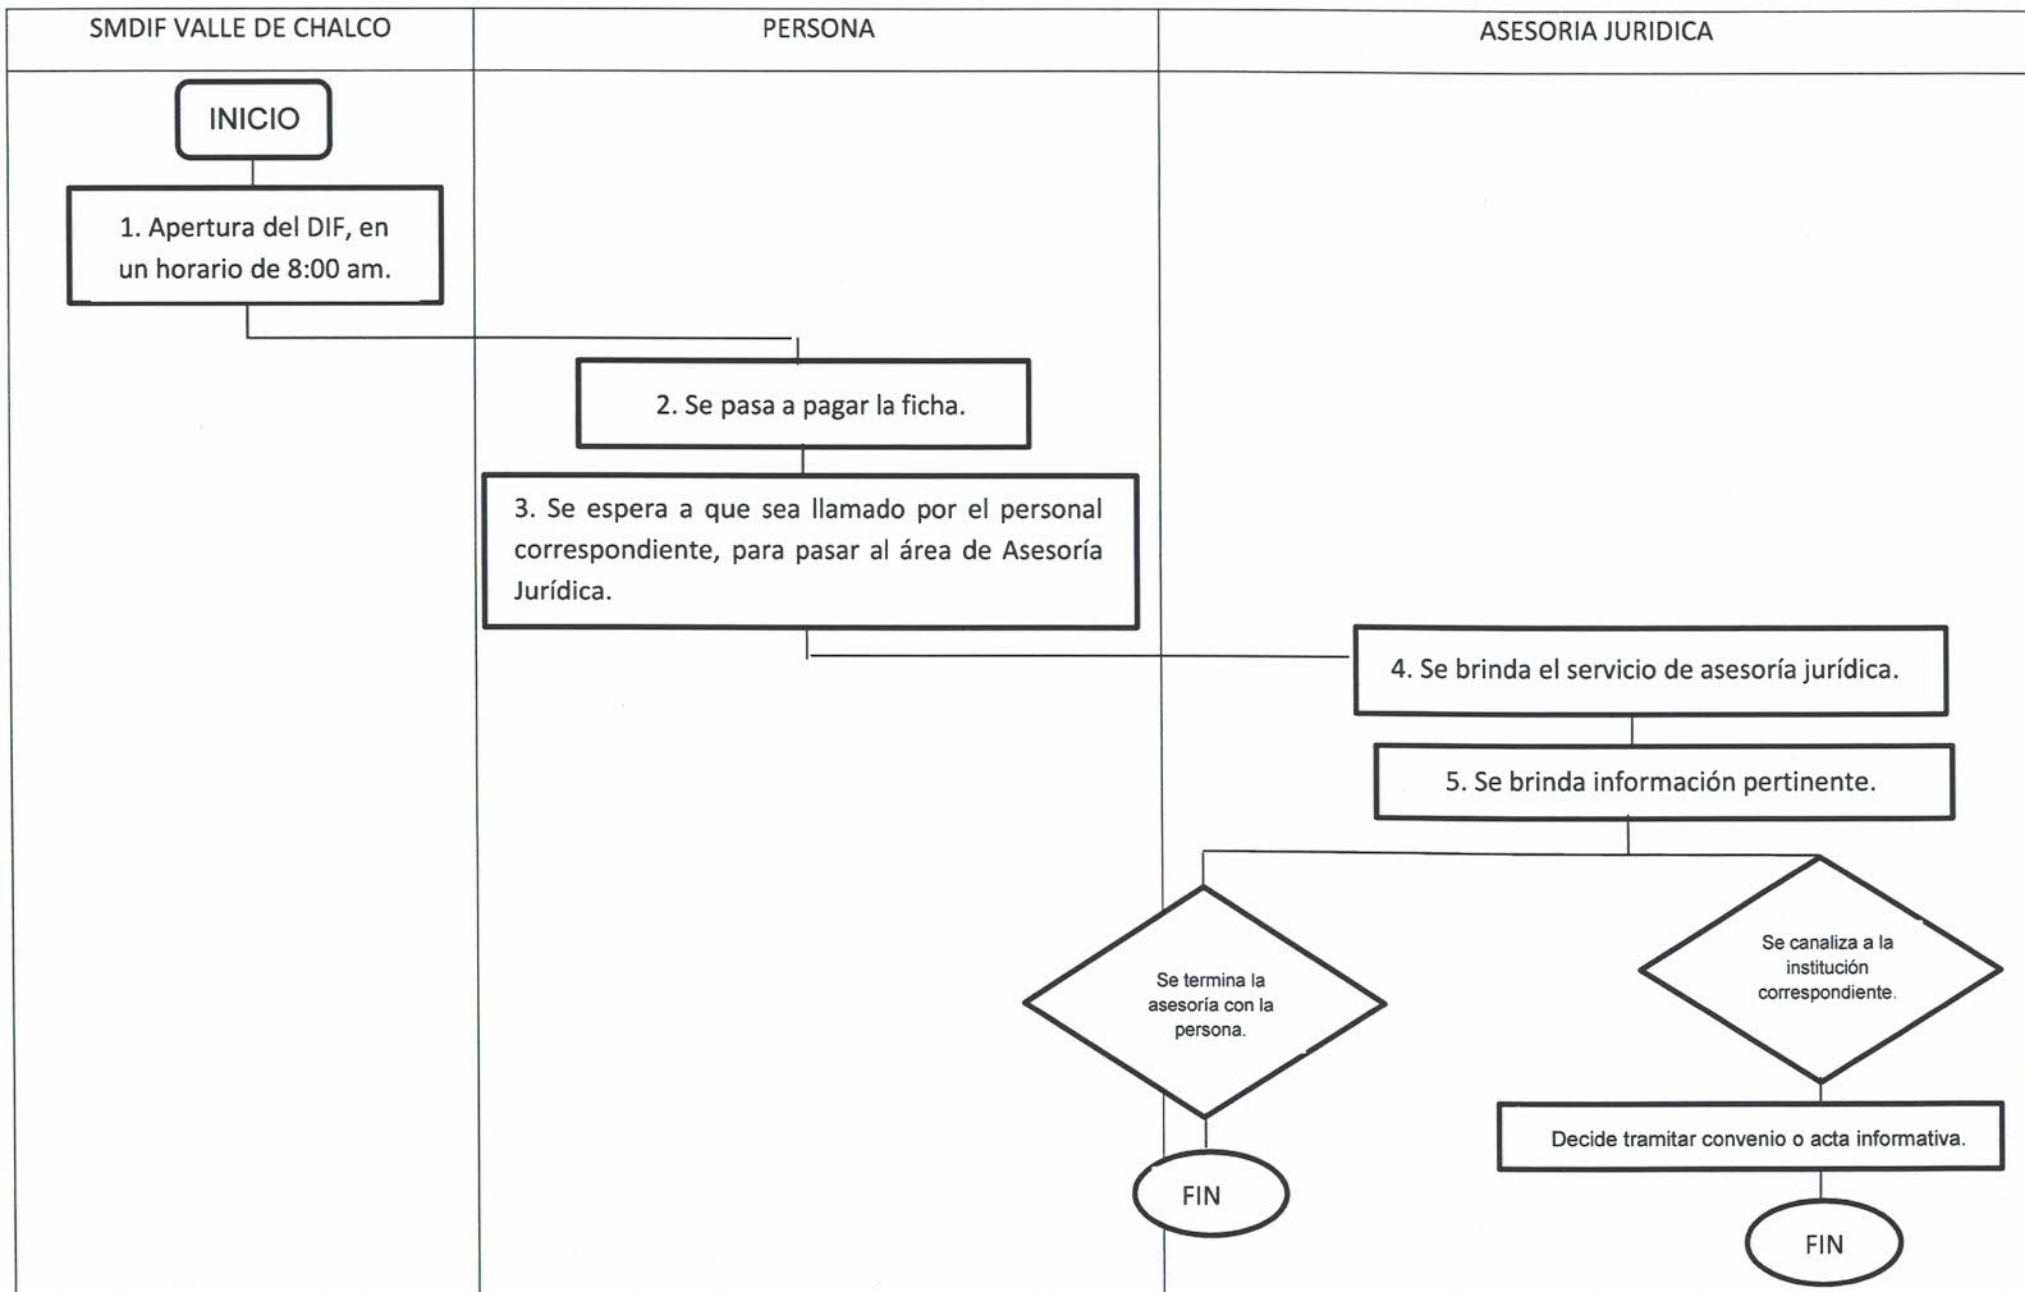 SMDIF VALLE DE CHALCO
PERSONA
ASESORIA JURIDICA
INICIO
1. Apertura del DIF, en
un horario de 8:00 am.
2. Se pasa a pagar la ficha.
3. Se espera a que sea llamado por el personal
correspondiente, para pasar al área de Asesoría
Jurídica.
4. Se brinda el servicio de asesoría jurídica.
5. Se brinda información pertinente.
Se termina la
asesoría con la
persona.
Se canaliza a la
institución
correspondiente.
Decide tramitar convenio o acta informativa.
FIN
FIN